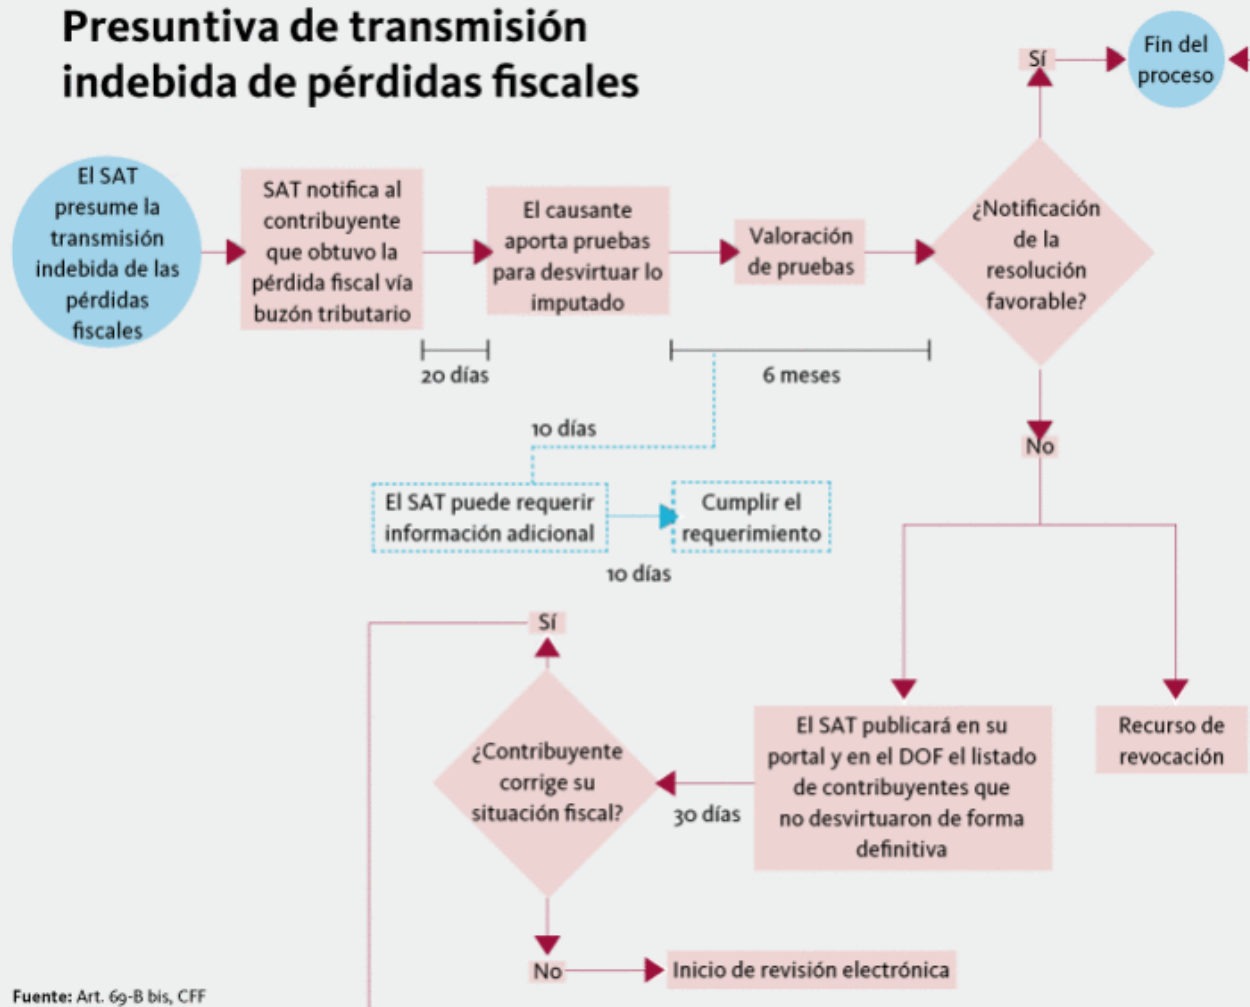 Presuntiva de transmisión
indebida de pérdidas fiscales
Sí
Fin del
proceso
El SAT
presume la
transmisión
indebida de las
pérdidas
fiscales
SAT notifica al
contribuyente
que obtuvo la
pérdida fiscal vía
buzón tributario
El causante
aporta pruebas
para desvirtuar lo
imputado
Valoración
de pruebas
¿Notificación
de la
resolución
favorable?
20 días
6 meses
10 días
No
El SAT puede requerir
información adicional
Cumplir el
requerimiento
10 días
Sí
¿Contribuyente
corrige su
situación fiscal?
30 días
El SAT publicará en su
portal y en el DOF el listado
de contribuyentes que
no desvirtuaron de forma
definitiva
Recurso de
revocación
No
Inicio de revisión electrónica
Fuente: Art. 69-B bis, CFF